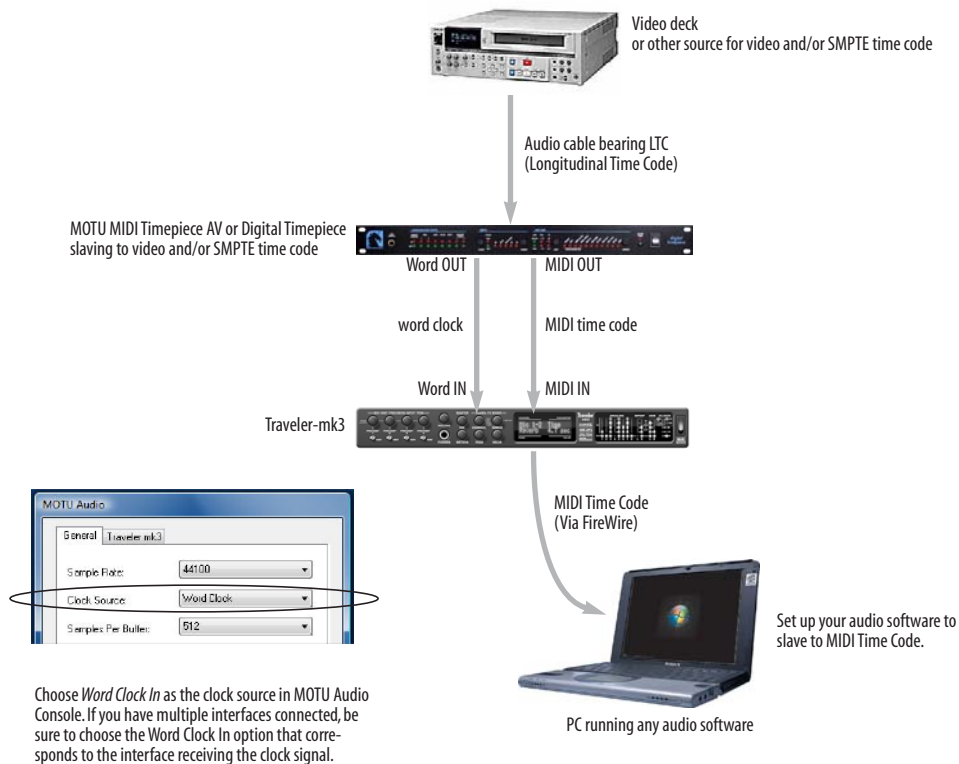 Video deck
or other source for video and/or SMPTE time code
Audio cable bearing LTC
(Longitudinal Time Code)
MOTU MIDI Timepiece AV or Digital Timepiece
slaving to video and/or SMPTE time code
Word OUT
MIDI OUT
word clock
MIDI time code
Word IN
MIDI IN
Traveler-mk3
MIDI Time Code
(Via FireWire)
MOTU Audio
General
Traveler mk3
Sample Rate:
44100
Clock Source:
Word Clock
Samples Per Buffer:
512
Set up your audio software to
slave to MIDI Time Code.
PC running any audio software
Choose Word Clock In as the clock source in MOTU Audio
Console. If you have multiple interfaces connected, be
sure to choose the Word Clock In option that corre-
sponds to the interface receiving the clock signal.